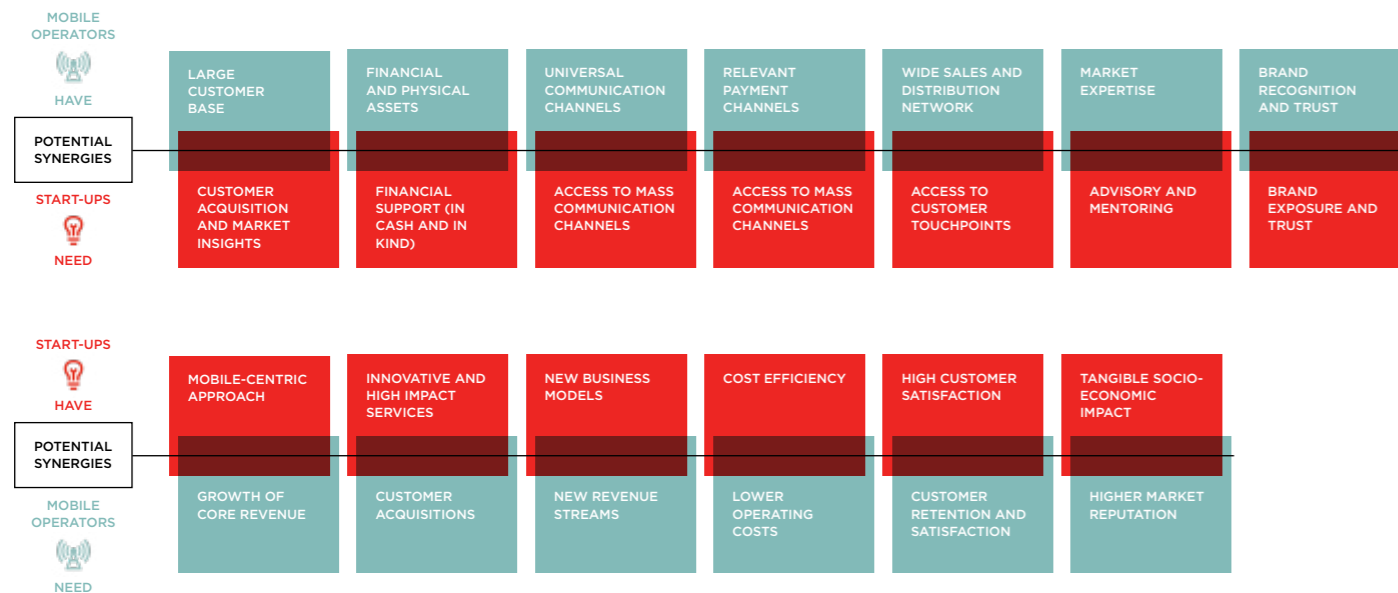 MOBILE
OPERATORS
HAVE
LARGE
CUSTOMER
BASE
FINANCIAL
AND PHYSICAL
ASSETS
UNIVERSAL
COMMUNICATION
CHANNELS
RELEVANT
PAYMENT
CHANNELS
WIDE SALES AND
DISTRIBUTION
NETWORK
MARKET
EXPERTISE
BRAND
RECOGNITION
AND TRUST
POTENTIAL
SYNERGIES
START-UPS
NEED
CUSTOMER
ACQUISITION
AND MARKET
INSIGHTS
FINANCIAL
SUPPORT (IN
CASH AND IN
KIND)
ACCESS TO MASS
COMMUNICATION
CHANNELS
ACCESS TO MASS
COMMUNICATION
CHANNELS
ACCESS TO
CUSTOMER
TOUCHPOINTS
ADVISORY AND
MENTORING
BRAND
EXPOSURE AND
TRUST
START-UPS
HAVE
MOBILE-CENTRIC
APPROACH
INNOVATIVE AND
HIGH IMPACT
SERVICES
NEW BUSINESS
MODELS
COST EFFICIENCY
HIGH CUSTOMER
SATISFACTION
TANGIBLE SOCIO-
ECONOMIC
IMPACT
POTENTIAL
SYNERGIES
MOBILE
OPERATORS
NEED
GROWTH OF
CORE REVENUE
CUSTOMER
ACQUISITIONS
NEW REVENUE
STREAMS
LOWER
OPERATING
COSTS
CUSTOMER
RETENTION AND
SATISFACTION
HIGHER MARKET
REPUTATION